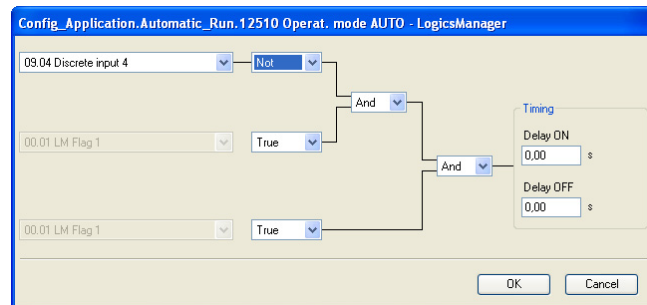 Config_Application.Automatic_Run.12510 Operat. mode AUTO - LogicsManager
09.04 Discrete input 4
Not
And
Timing
Delay ON
00.01 LM Flag 1
True
0,00 s
And
Delay OFF
0,00 s
00.01 LM Flag 1
True
OK
Cancel